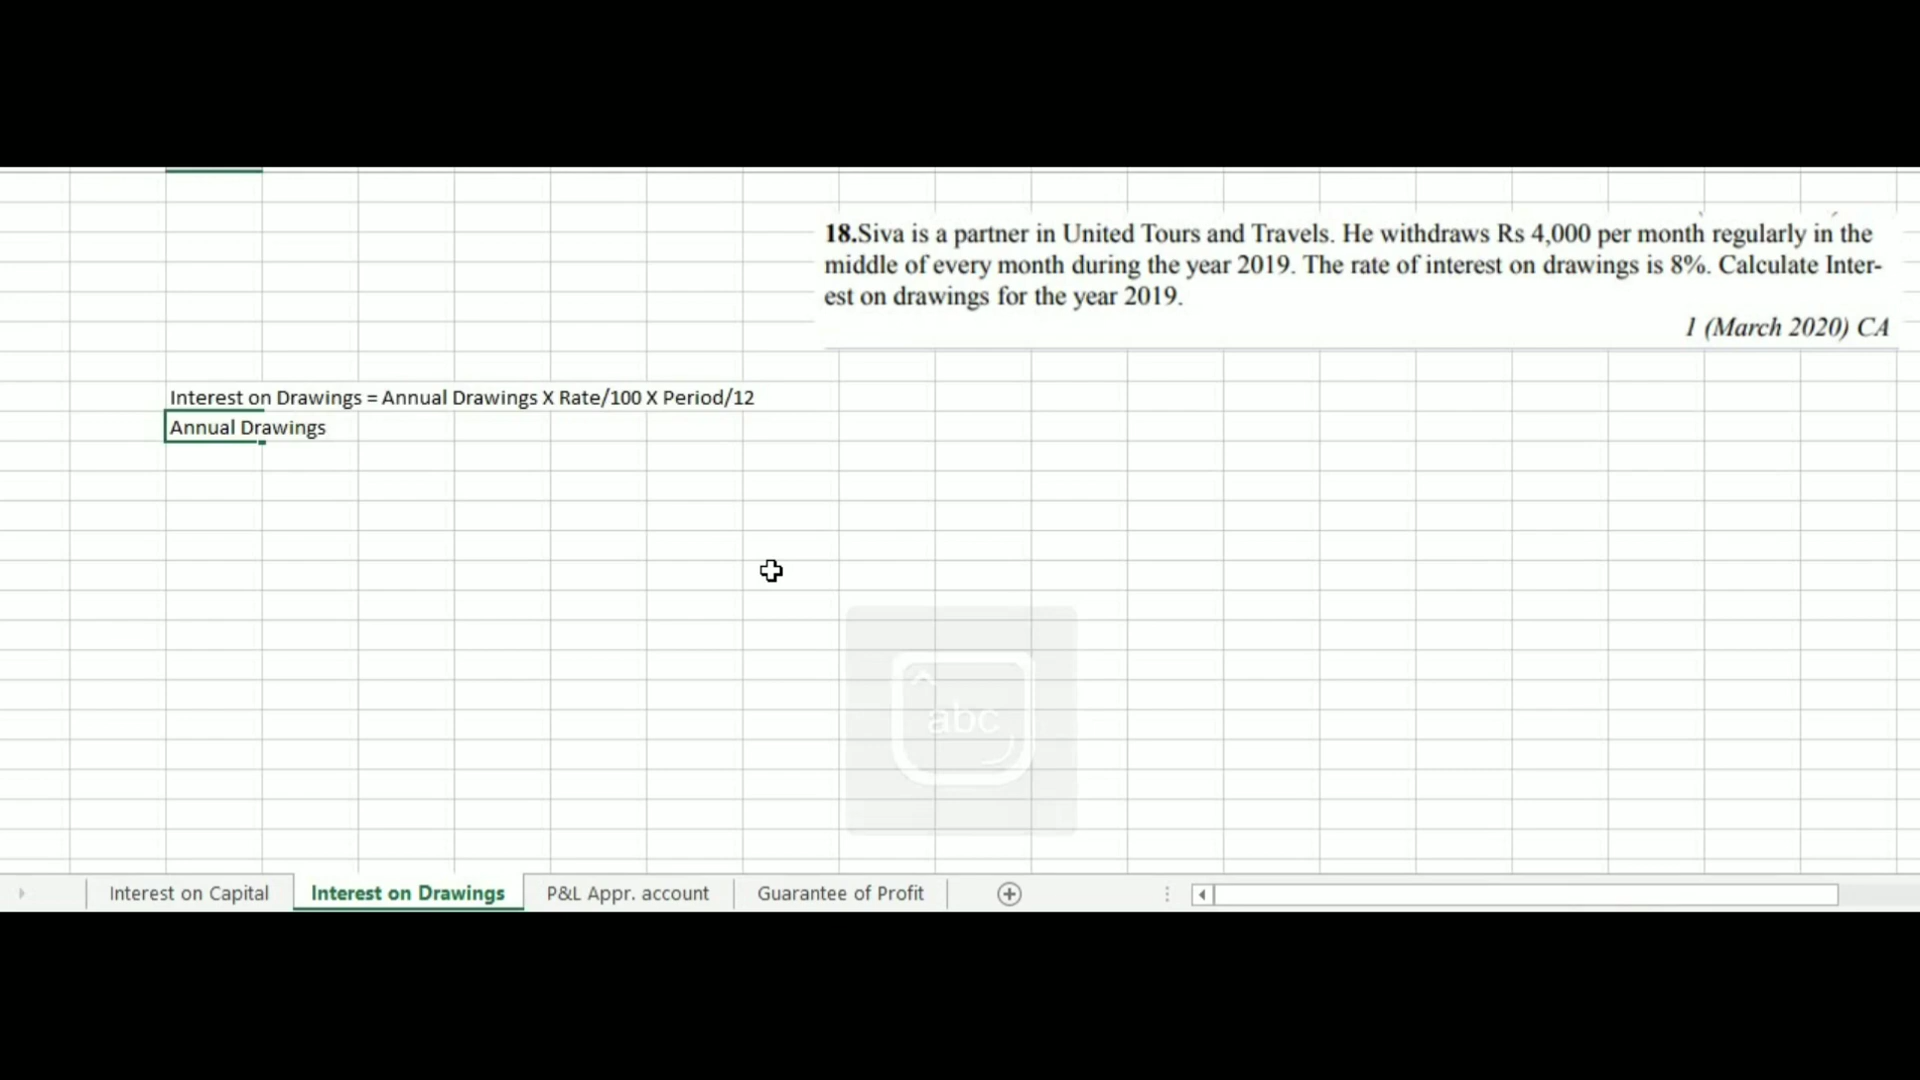 18.Siva is a partner in United Tours and Travels. He withdraws Rs 4,000 per month regularly in the
middle of every month during the year 2019. The rate of interest on drawings is 8%. Calculate Inter-
est on drawings for the year 2019.
1 (March 2020) CA
Interest on Drawings = Annual Drawings X Rate/100 X Period/12
Annual Drawings
abc
Interest on Capital
Interest on Drawings
P&L Appr. account
Guarantee of Profit